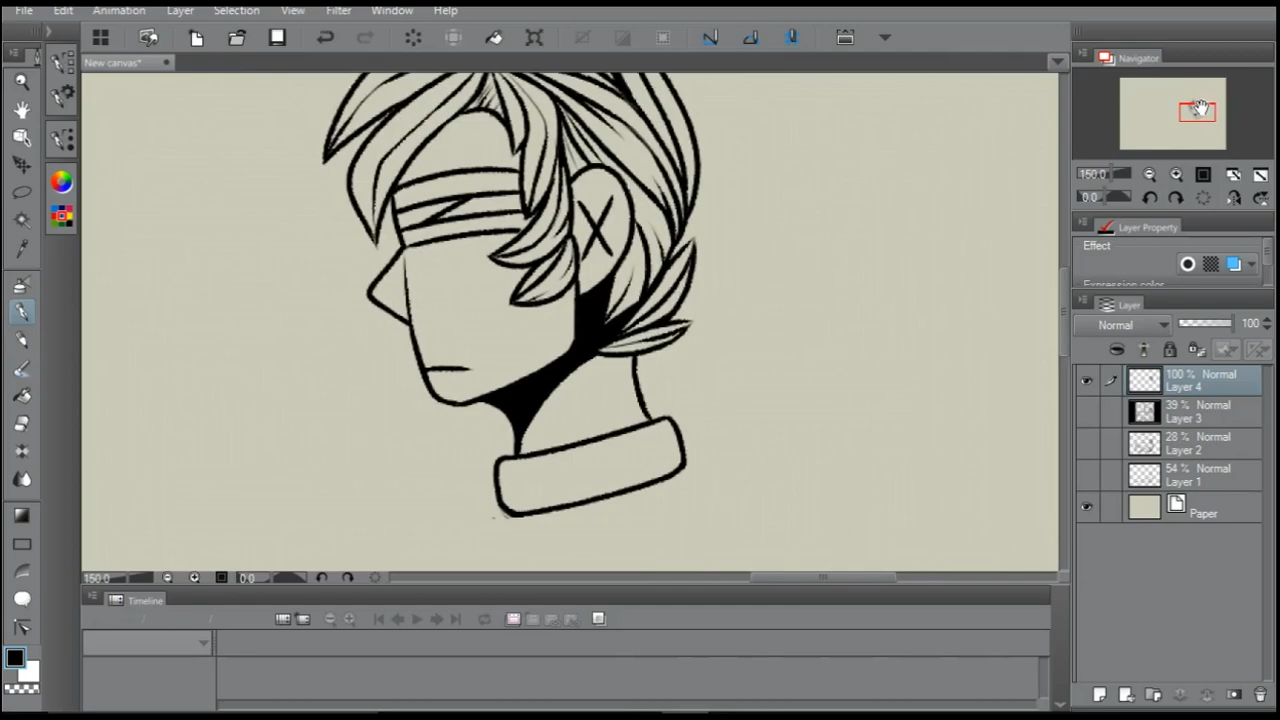 File Edit Animation Layer Selection View Filter Window Help
New canvas*
Navigator
150.0
0.0
Layer Property
Effect
Layer
Normal 100
100 % Normal
Layer 4
39 % Normal
Layer 3
28 % Normal
Layer 2
54 % Normal
Layer 1
Paper
150.0 0.0
Timeline